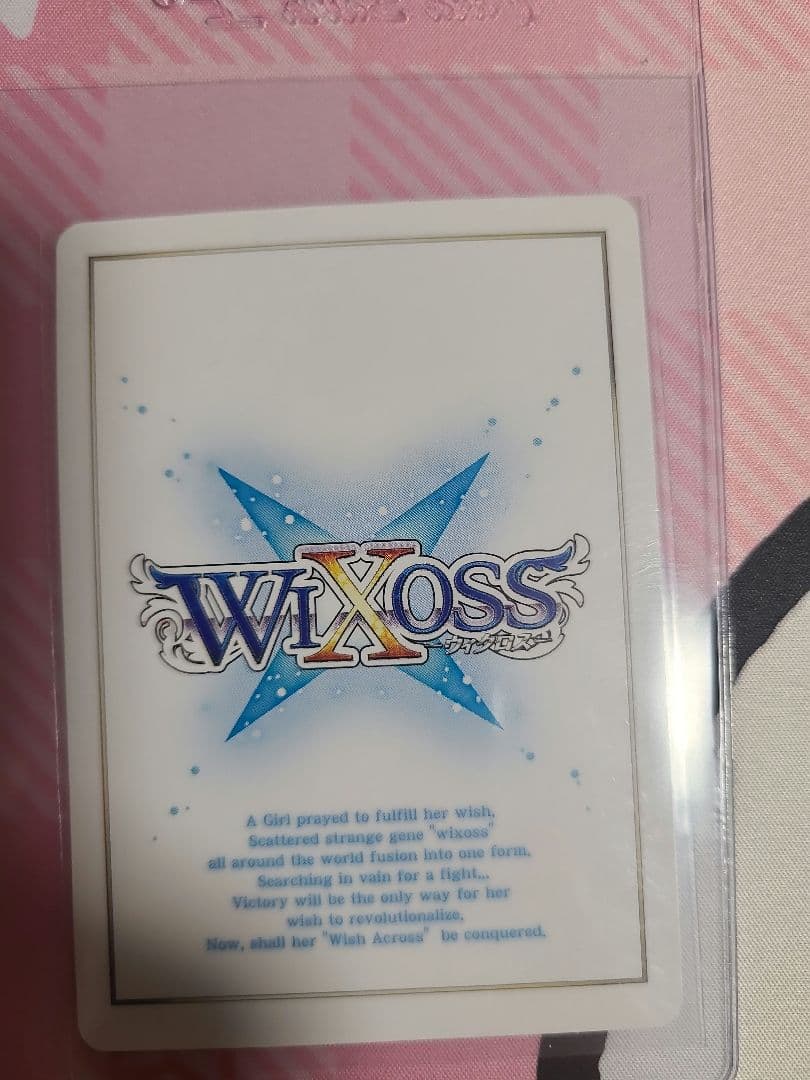 WIXOSS
ーウィクロスー
A Girl prayed to fulfill her wish,
Scattered strange gene "wixoss"
all around the world fusion into one form.
Searching in vain for a fight...
Victory will be the only way for her
wish to revolutionalize.
Now, shall her "Wish Across" be conquered.